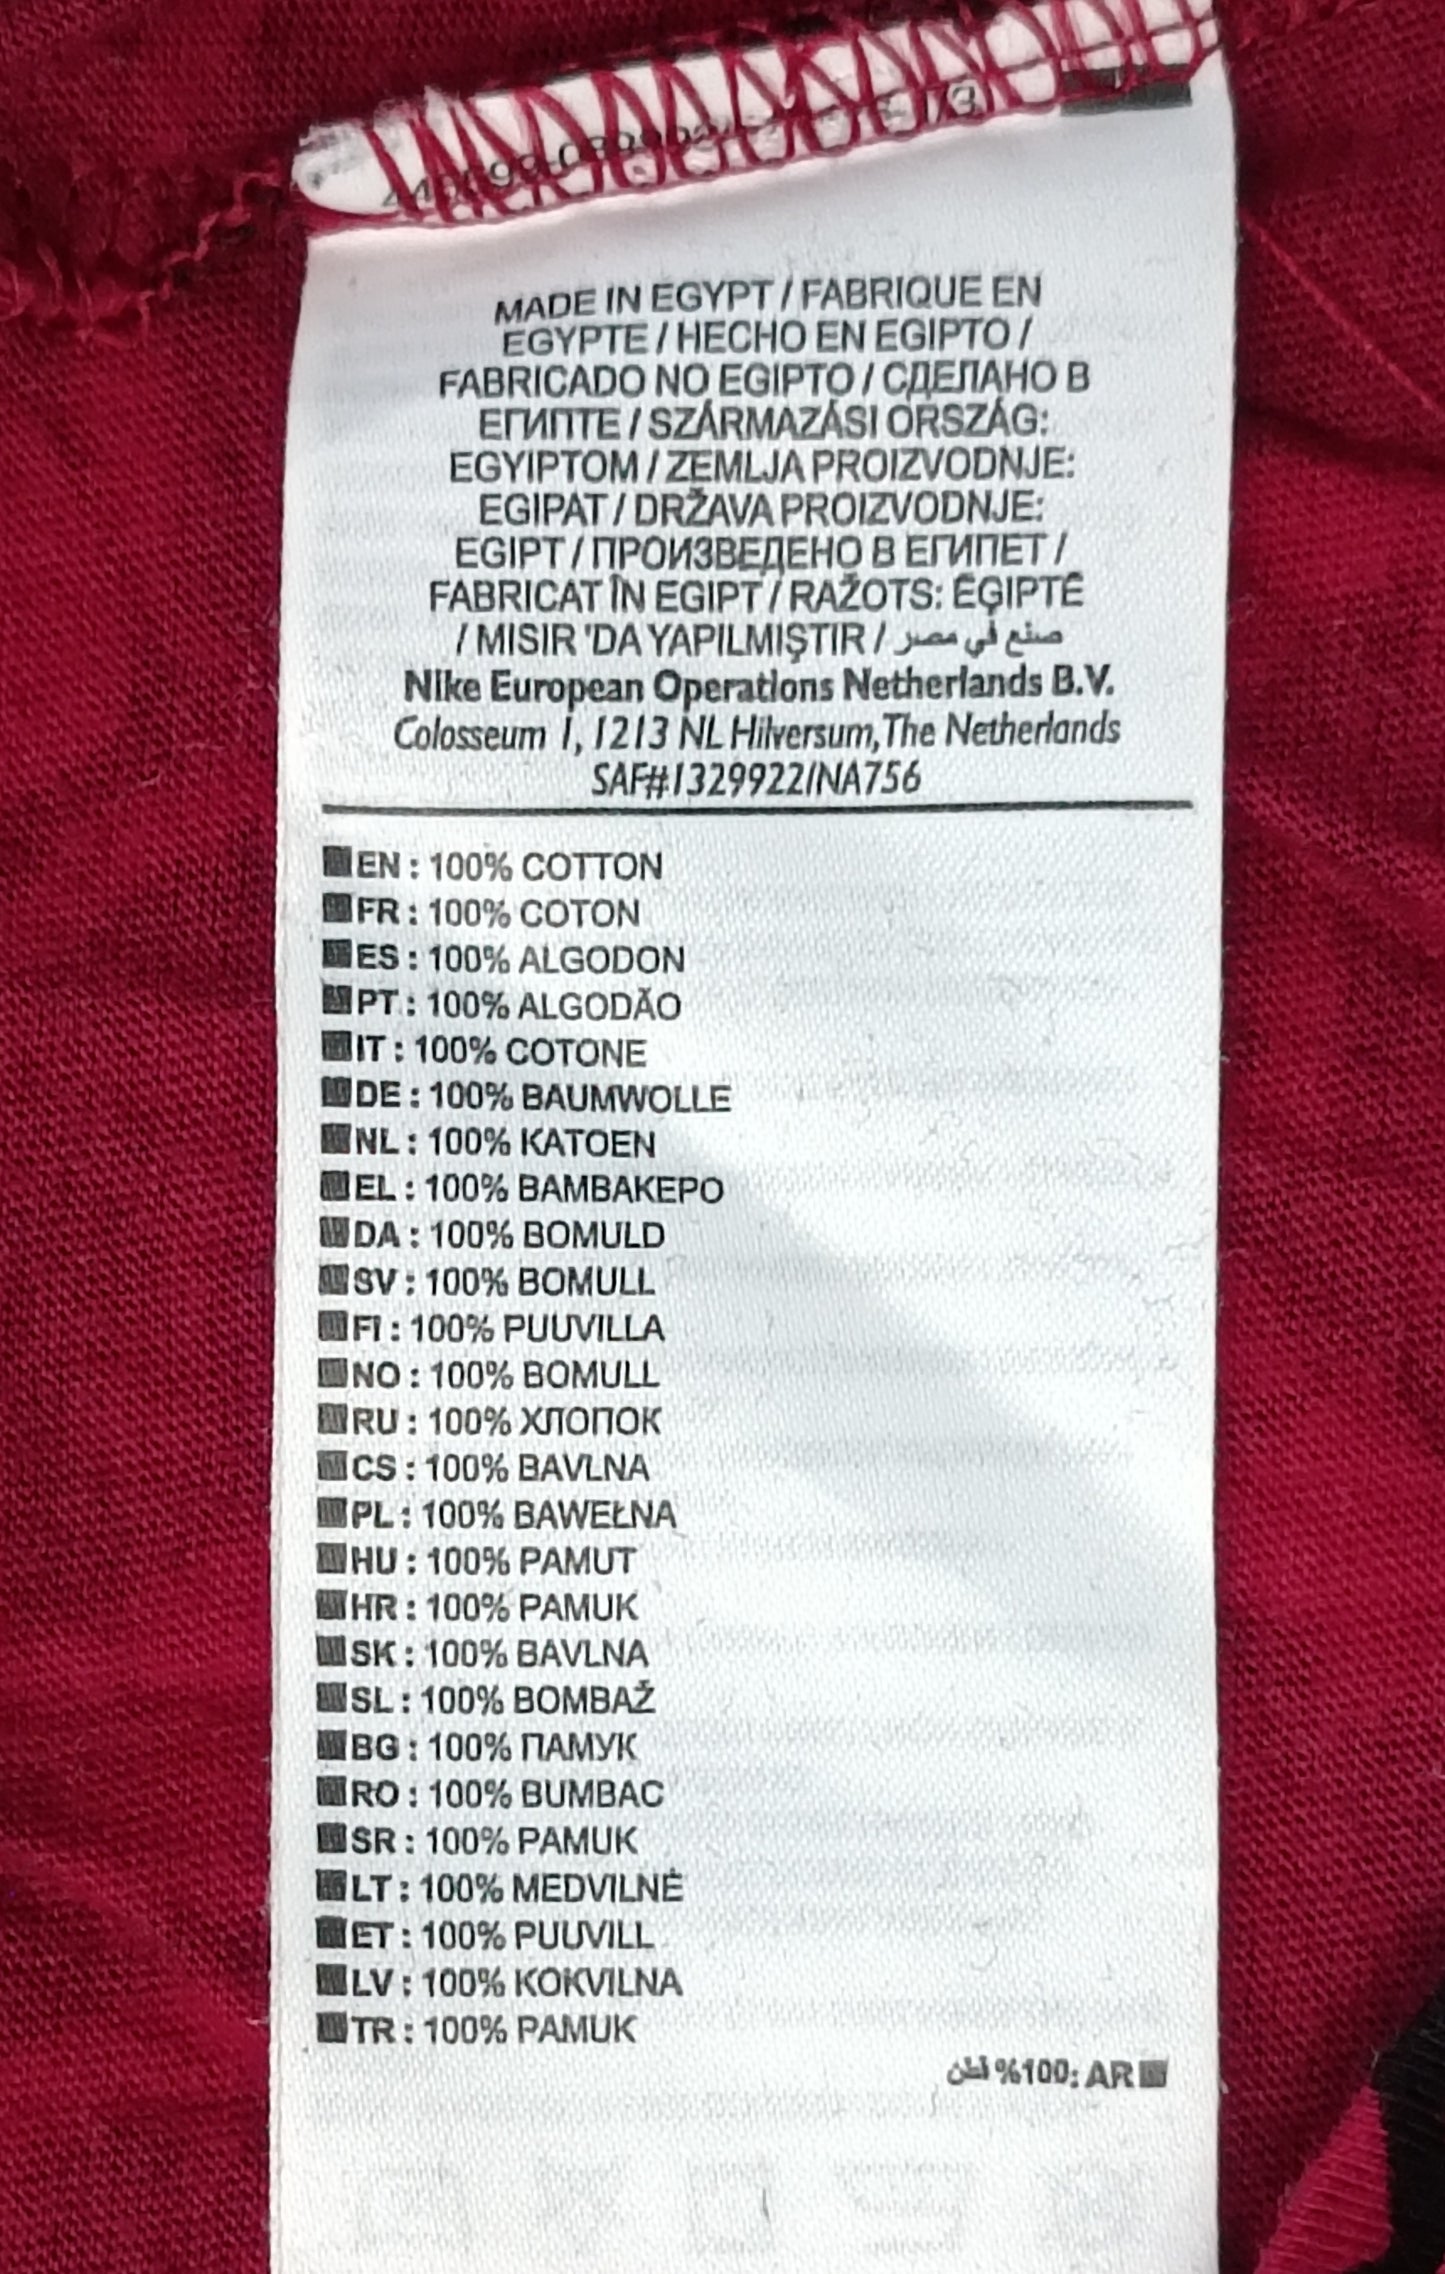 MADE IN EGYPT / FABRIQUE EN
EGYPTE / HECHO EN EGIPTO /
FABRICADO NO EGIPTO / СДЕЛАНО В
ЕГИПТЕ / SZÁRMAZÁSI ORSZÁG:
EGYIPTOM / ZEMLJA PROIZVODNJE:
EGIPAT / DRŽAVA PROIZVODNJE:
EGIPT / ПРОИЗВЕДЕНО В ЕГИПЕТ /
FABRICAT ÎN EGIPT / RAŽOTS: ĒĢIPTĒ
/ MISIR 'DA YAPILMIŞTIR / صنع في مصر
Nike European Operations Netherlands B.V.
Colosseum 1, 1213 NL Hilversum, The Netherlands
SAF#1329922/NA756
EN : 100% COTTON
FR : 100% COTON
ES : 100% ALGODON
PT : 100% ALGODÃO
IT : 100% COTONE
DE : 100% BAUMWOLLE
NL : 100% KATOEN
EL : 100% ΒΑΜΒΑΚΕΡΟ
DA : 100% BOMULD
SV : 100% BOMULL
FI : 100% PUUVILLA
NO : 100% BOMULL
RU : 100% ХЛОПОК
CS : 100% BAVLNA
PL : 100% BAWEŁNA
HU : 100% PAMUT
HR : 100% PAMUK
SK : 100% BAVLNA
SL : 100% BOMBAŽ
BG : 100% ПАМУК
RO : 100% BUMBAC
SR : 100% PAMUK
LT : 100% MEDVILNĖ
ET : 100% PUUVILL
LV : 100% KOKVILNA
TR : 100% PAMUK
قطن %100: AR